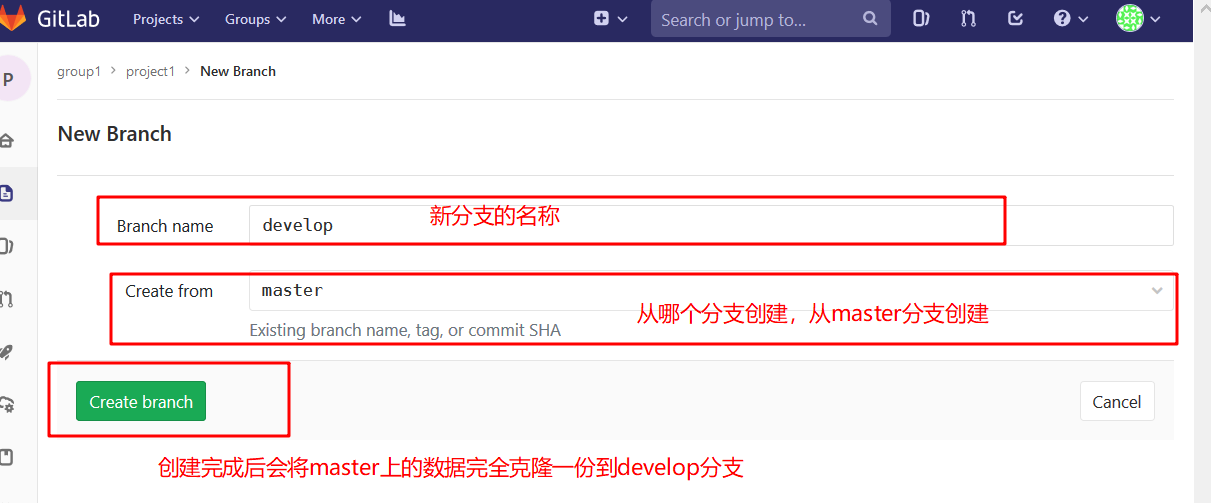 GitLab Projects Groups More Search or jump to...
P
group1 > project1 > New Branch
New Branch
新分支的名称
Branch name develop
Create from master
从哪个分支创建，从master分支创建
Existing branch name, tag, or commit SHA
Create branch Cancel
创建完成后会将master上的数据完全克隆一份到develop分支